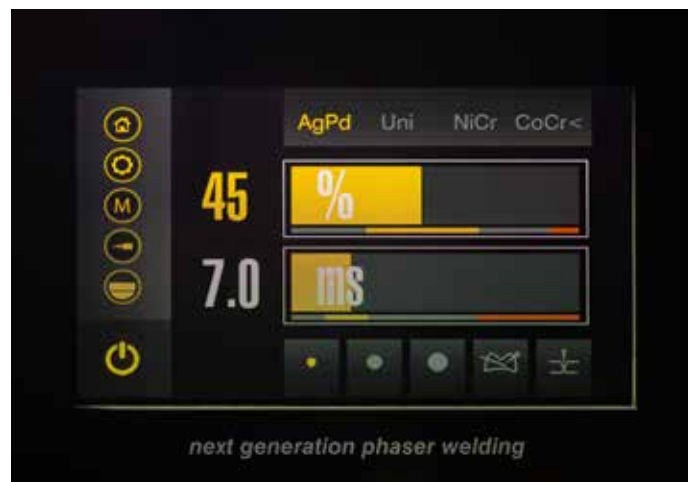 AgPd Uni NiCr CoCr<
45 %
M
7.0 ms
next generation phaser welding